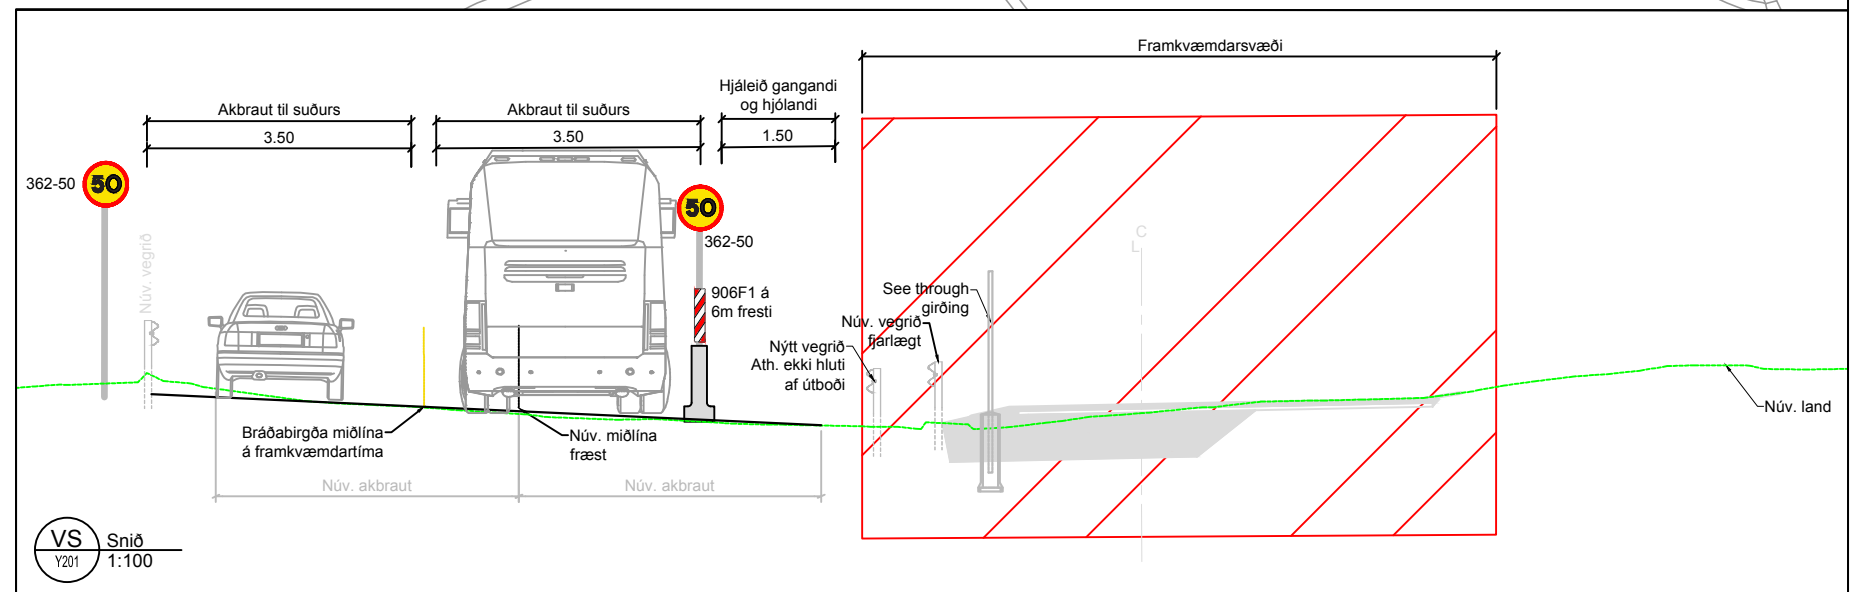 Framkvæmdarsvæði
Hjáleið gangandi
og hjólandi
Akbraut til suðurs
Akbraut til suðurs
3.50
3.50
1.50
362-50
50
50
362-50
Núv. vegrið
906F1 á
6m fresti
C
L
See through
girðing
Núv. vegrið
fjarlægt
Nýtt vegrið
Ath. ekki hluti
af útboði
Núv. land
Bráðabirgða miðlína
á framkvæmdartíma
Núv. miðlína
fræst
Núv. akbraut
Núv. akbraut
VS
Y201
Snið
1:100